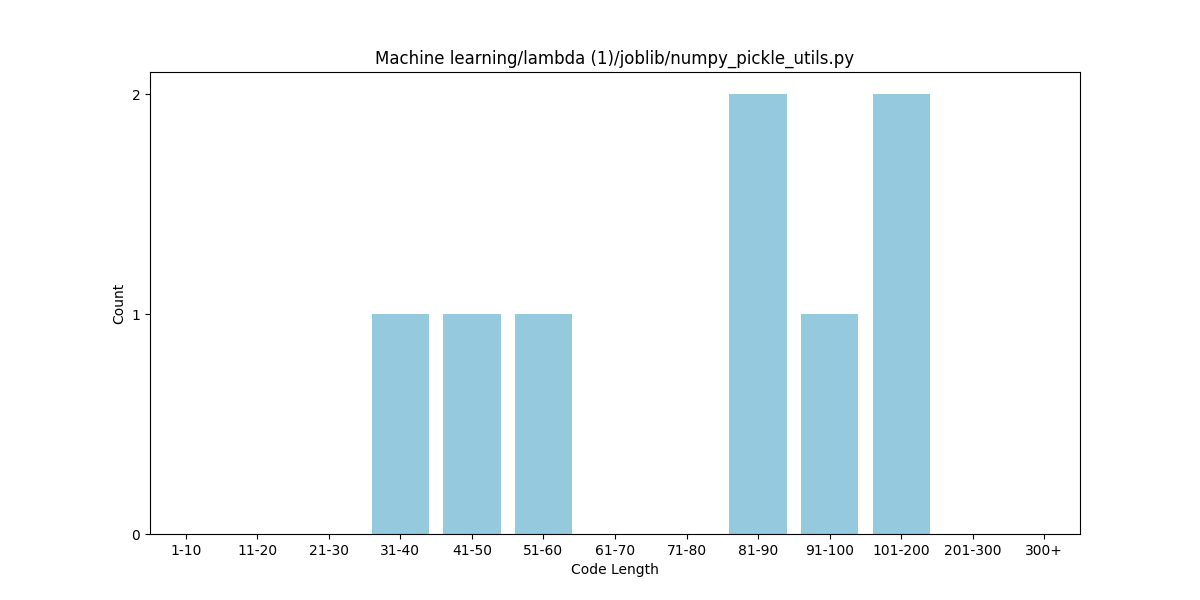 Machine learning/lambda (1)/joblib/numpy_pickle_utils.py
2
1
0
Count
1-10 11-20 21-30 31-40 41-50 51-60 61-70 71-80 81-90 91-100 101-200 201-300 300+
Code Length